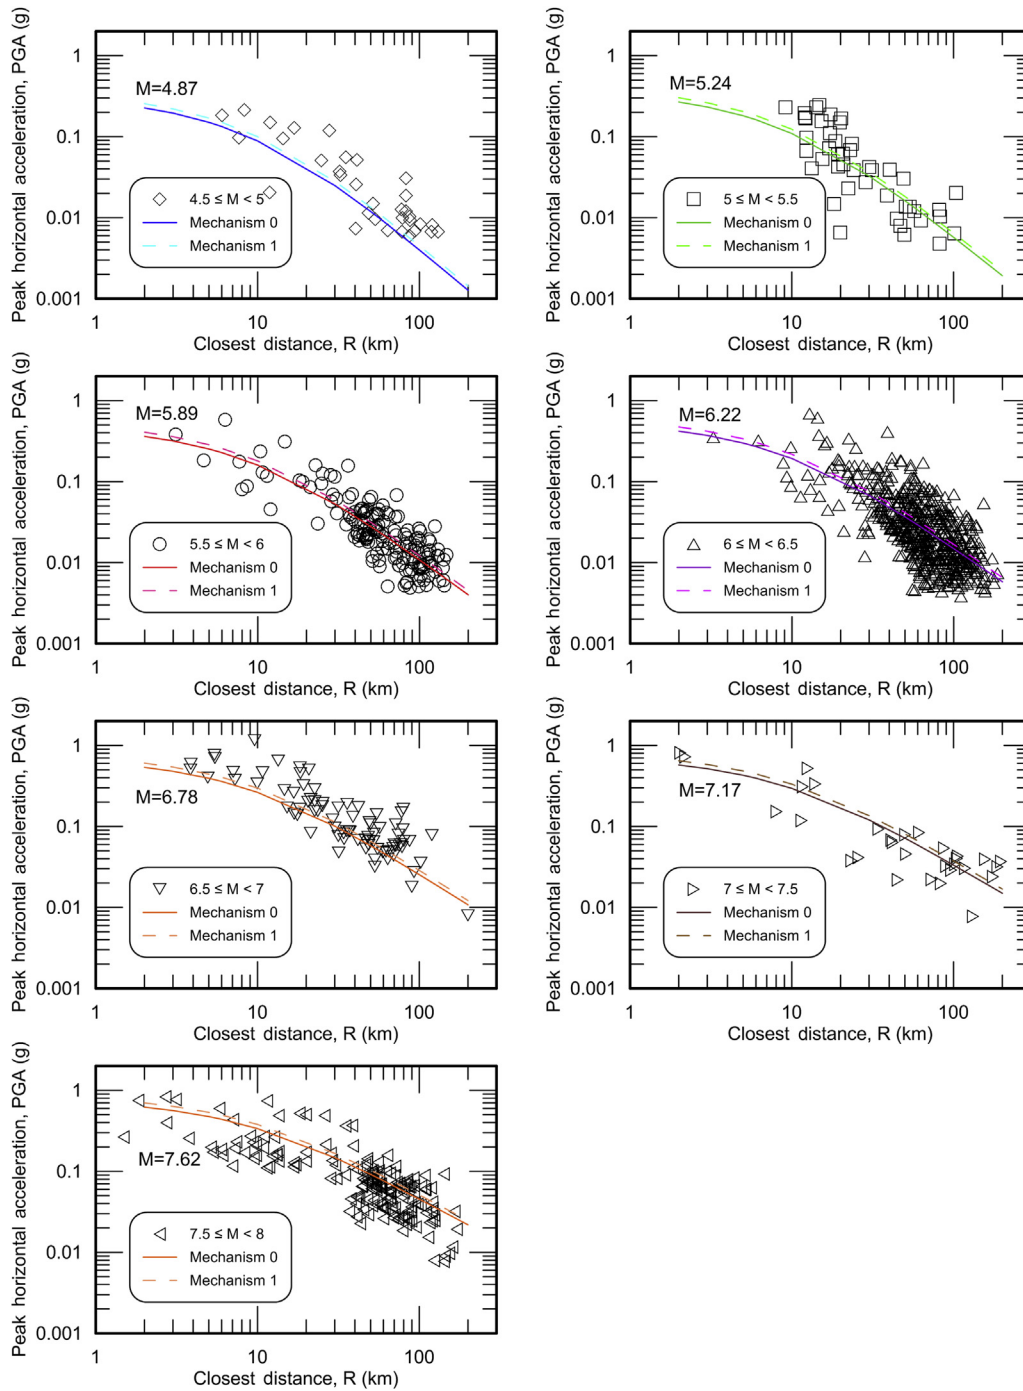 Peak horizontal acceleration, PGA (g)
1
0.1
0.01
0.001
M=4.87
4.5 ≤ M < 5
Mechanism 0
Mechanism 1
1 10 100
Closest distance, R (km)
Peak horizontal acceleration, PGA (g)
1
0.1
0.01
0.001
M=5.24
5 ≤ M < 5.5
Mechanism 0
Mechanism 1
1 10 100
Closest distance, R (km)
Peak horizontal acceleration, PGA (g)
1
0.1
0.01
0.001
M=5.89
5.5 ≤ M < 6
Mechanism 0
Mechanism 1
1 10 100
Closest distance, R (km)
Peak horizontal acceleration, PGA (g)
1
0.1
0.01
0.001
M=6.22
6 ≤ M < 6.5
Mechanism 0
Mechanism 1
1 10 100
Closest distance, R (km)
Peak horizontal acceleration, PGA (g)
1
0.1
0.01
0.001
M=6.78
6.5 ≤ M < 7
Mechanism 0
Mechanism 1
1 10 100
Closest distance, R (km)
Peak horizontal acceleration, PGA (g)
1
0.1
0.01
0.001
M=7.17
7 ≤ M < 7.5
Mechanism 0
Mechanism 1
1 10 100
Closest distance, R (km)
Peak horizontal acceleration, PGA (g)
1
0.1
0.01
0.001
M=7.62
7.5 ≤ M < 8
Mechanism 0
Mechanism 1
1 10 100
Closest distance, R (km)